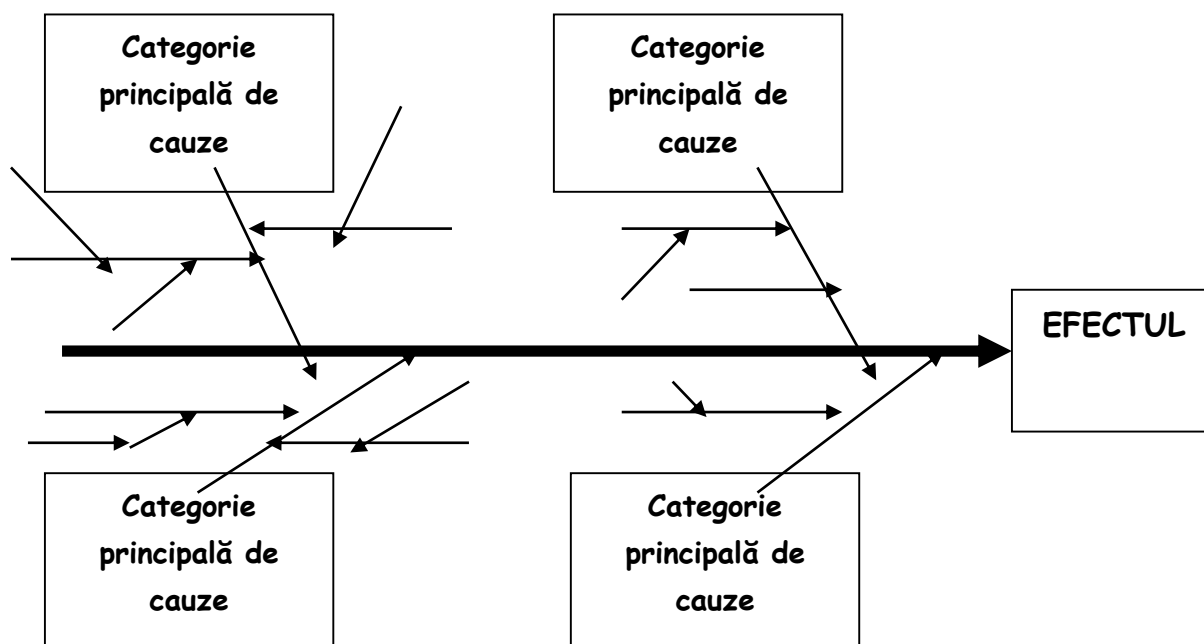 Categorie
principală de
cauze
Categorie
principală de
cauze
EFECTUL
Categorie
principală de
cauze
Categorie
principală de
cauze